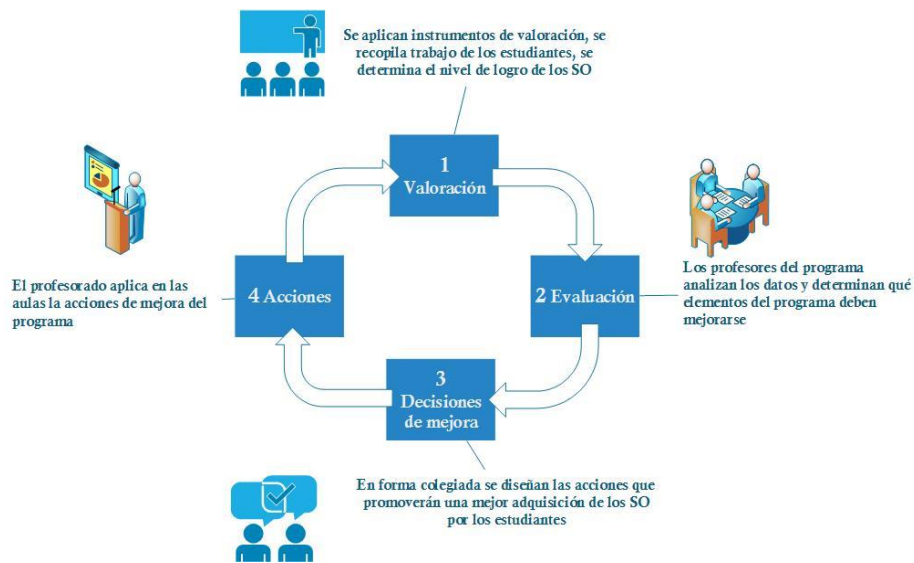 Se aplican instrumentos de valoración, se
recopila trabajo de los estudiantes, se
determina el nivel de logro de los SO
1
Valoración
El profesorado aplica en las
aulas la acciones de mejora del
programa
4 Acciones
2 Evaluación
Los profesores del programa
analizan los datos y determinan qué
elementos del programa deben
mejorarse
3
Decisiones
de mejora
En forma colegiada se diseñan las acciones que
promoverán una mejor adquisición de los SO
por los estudiantes